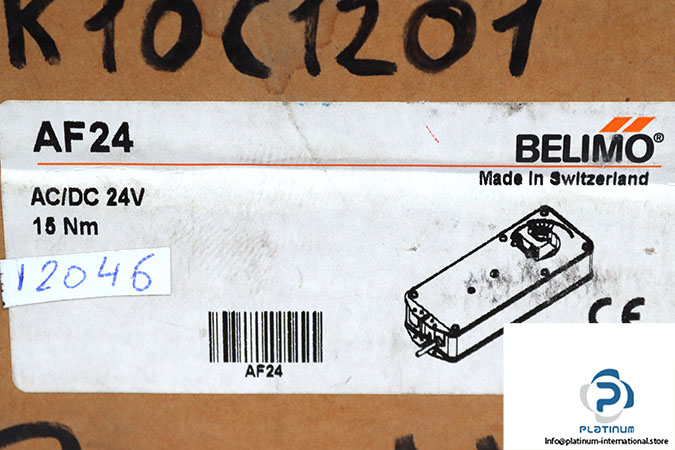 K10C1201
AF24
BELIMO®
Made in Switzerland
AC/DC 24V
15 Nm
12046
AF24
CE
PLATINUM
Info@platinum-international.store